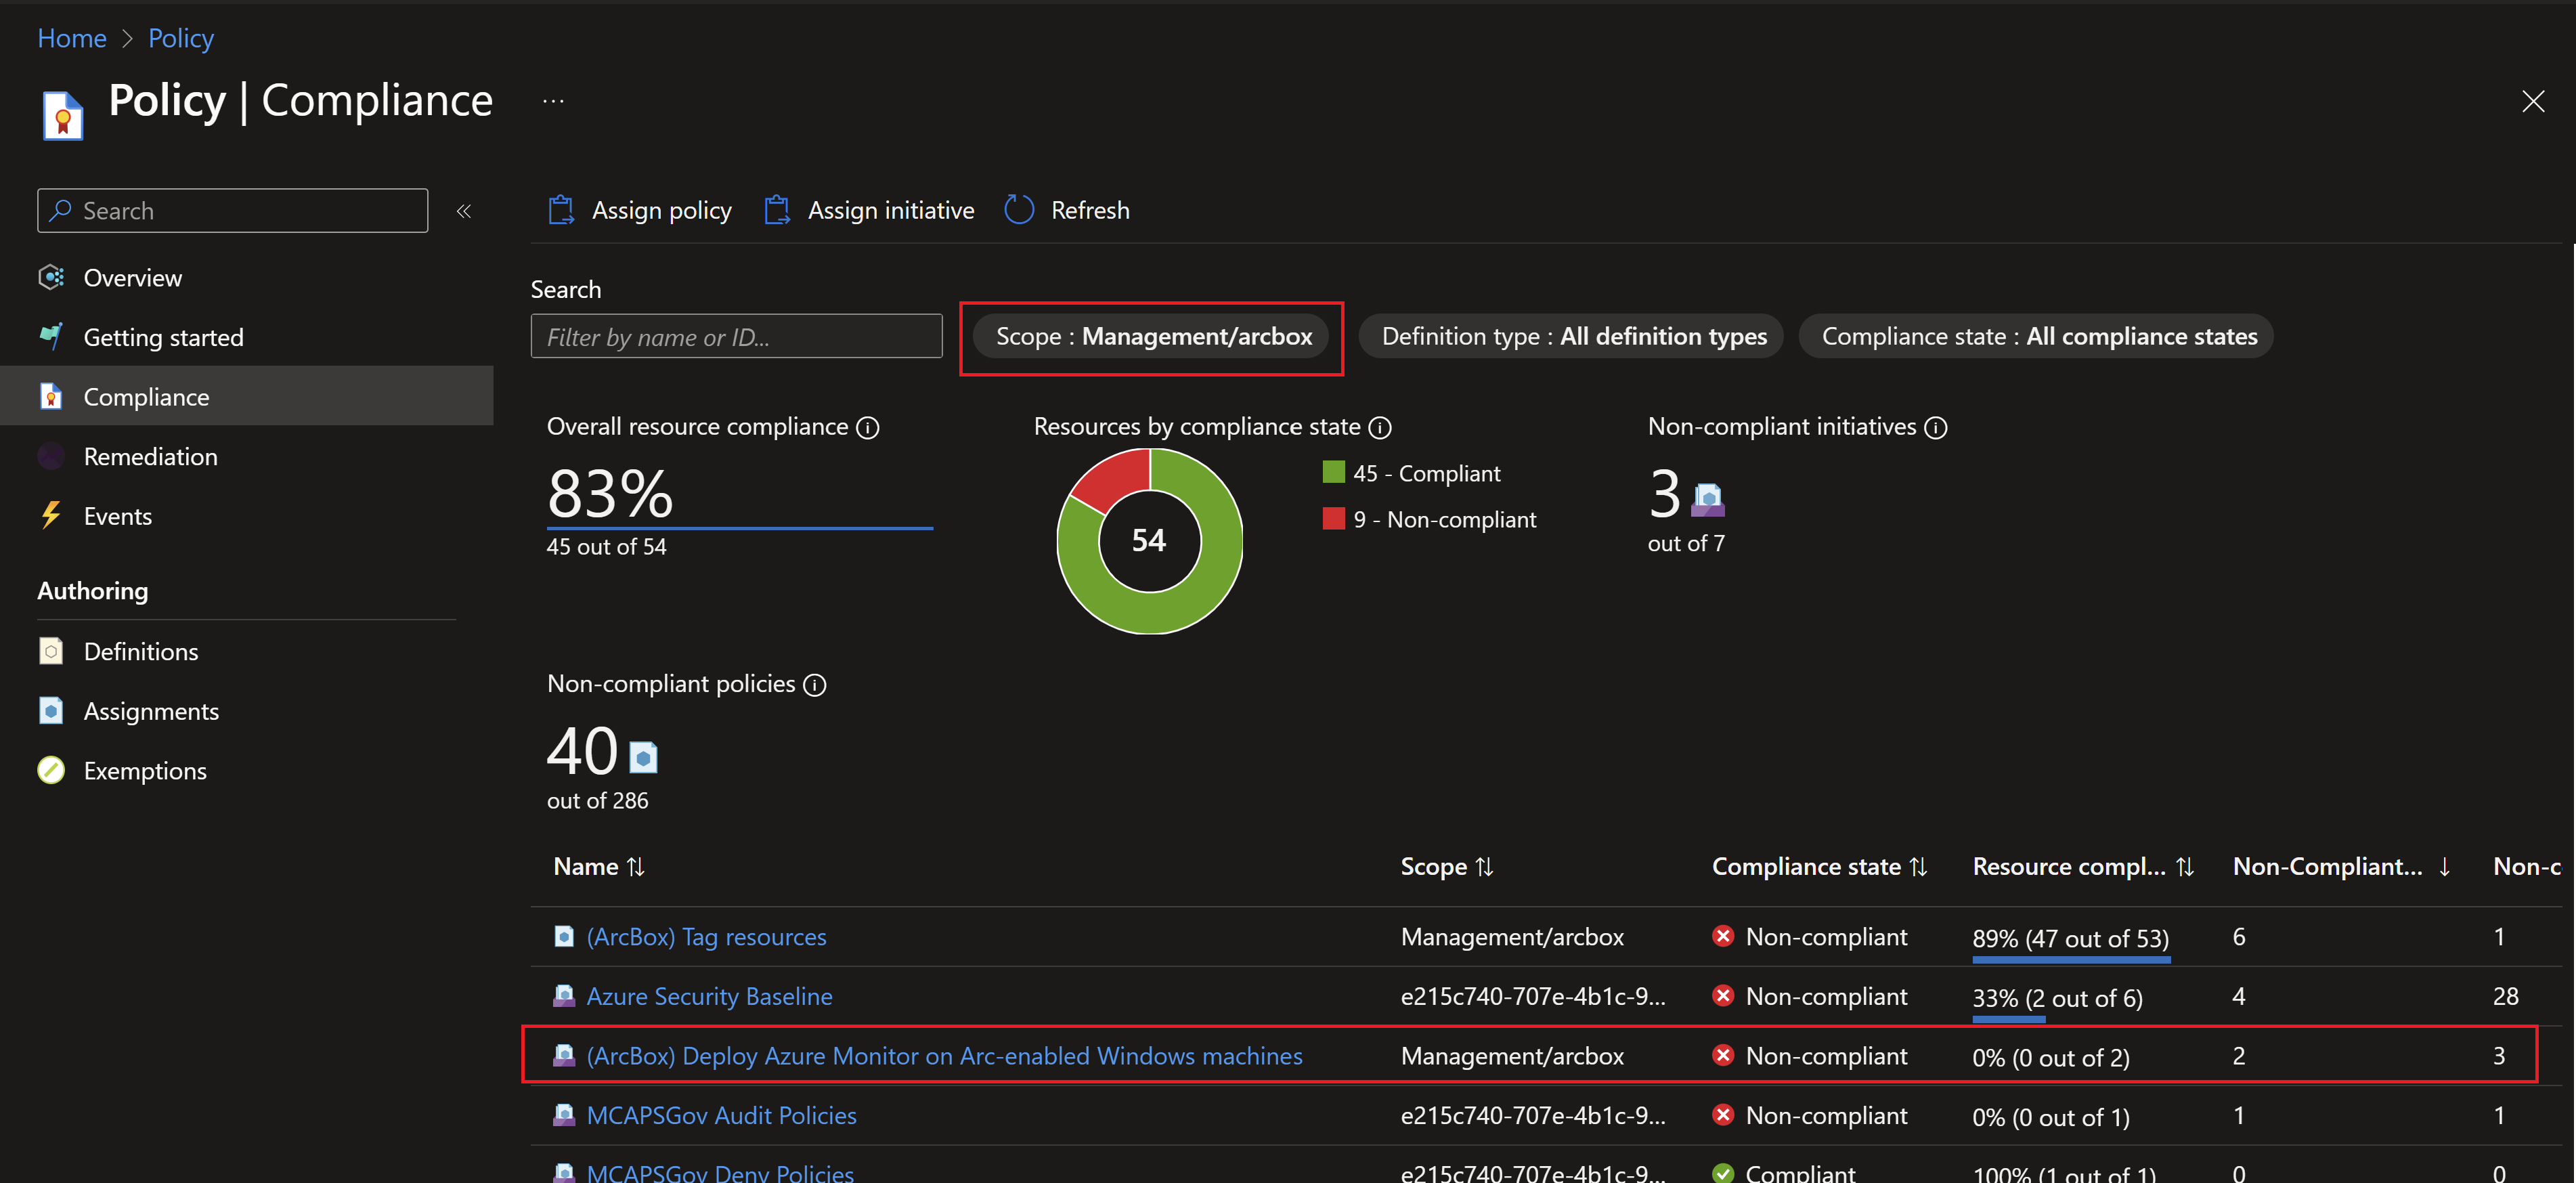 Home > Policy
Policy | Compliance ...
Search
Overview
Getting started
Compliance
Remediation
Events
Authoring
Definitions
Assignments
Exemptions
Assign policy Assign initiative Refresh
Search
Filter by name or ID...
Scope : Management/arcbox
Definition type : All definition types
Compliance state : All compliance states
Overall resource compliance
83%
45 out of 54
Resources by compliance state
54
45 - Compliant
9 - Non-compliant
Non-compliant initiatives
3
out of 7
Non-compliant policies
40
out of 286
Name Scope Compliance state Resource compl... Non-Compliant... Non-c
(ArcBox) Tag resources Management/arcbox Non-compliant 89% (47 out of 53) 6 1
Azure Security Baseline e215c740-707e-4b1c-9... Non-compliant 33% (2 out of 6) 4 28
(ArcBox) Deploy Azure Monitor on Arc-enabled Windows machines Management/arcbox Non-compliant 0% (0 out of 2) 2 3
MCAPSGov Audit Policies e215c740-707e-4b1c-9... Non-compliant 0% (0 out of 1) 1 1
MCAPSGov Deny Policies e215c740-707e-4b1c-9... Compliant 100% (1 out of 1) 0 0